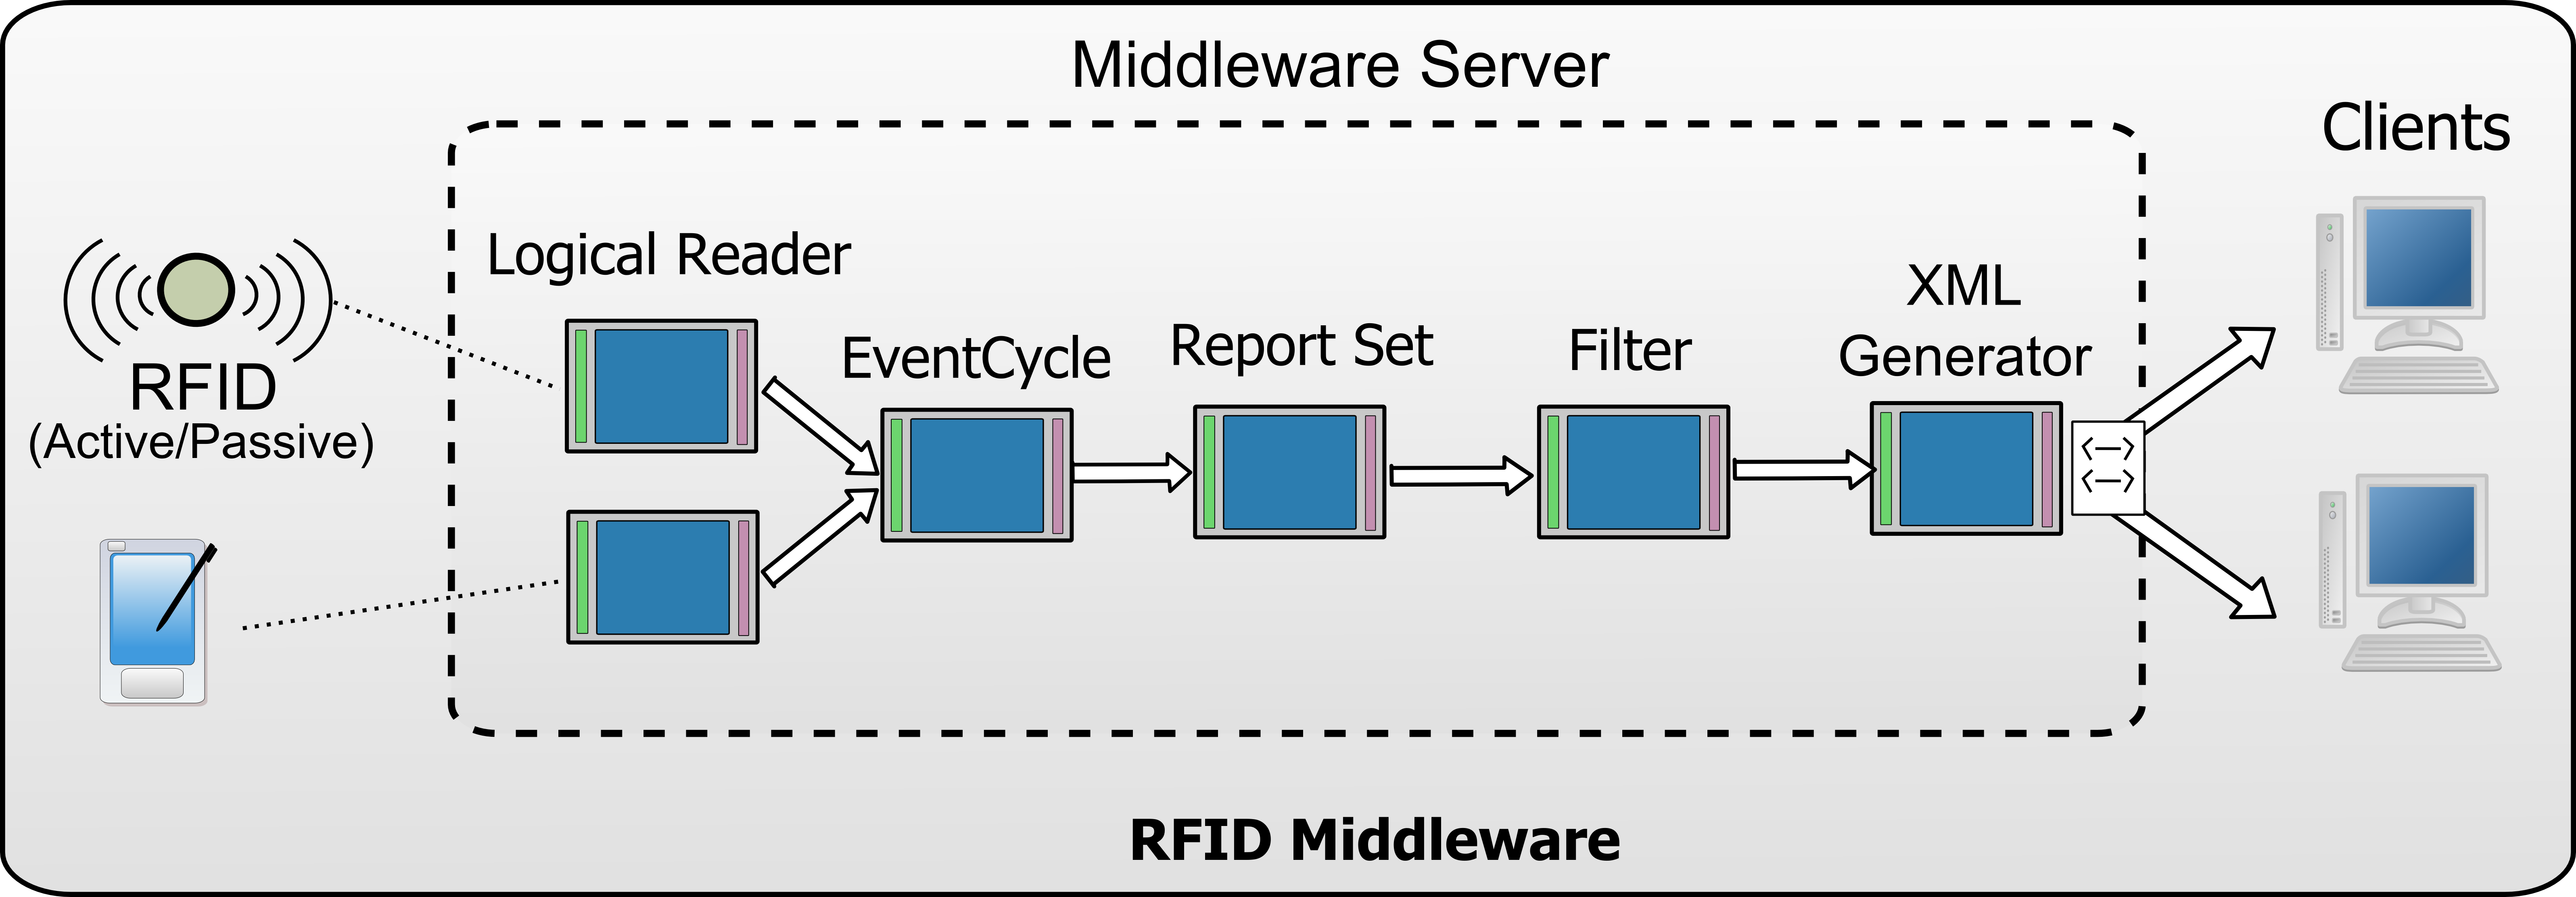 Middleware Server
Clients
Logical Reader
RFID
(Active/Passive)
EventCycle
Report Set
Filter
XML
Generator
<—>
<—>
RFID Middleware